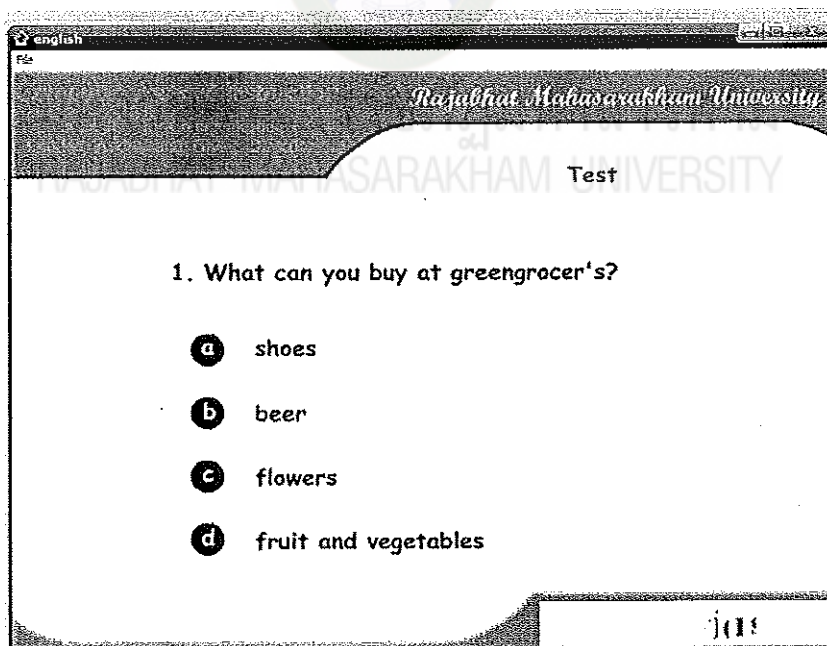 english
File
Rajabhat Mahasarakham University
RAJABHAT MAHASARAKHAM UNIVERSITY
Test
1. What can you buy at greengrocer's?
a shoes
b beer
c flowers
d fruit and vegetables